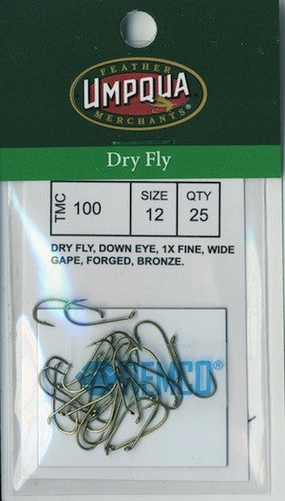 FEATHER
UMPQUA
MERCHANTS
Dry Fly
TMC 100 SIZE 12 QTY 25
DRY FLY, DOWN EYE, 1X FINE, WIDE
GAPE, FORGED, BRONZE.